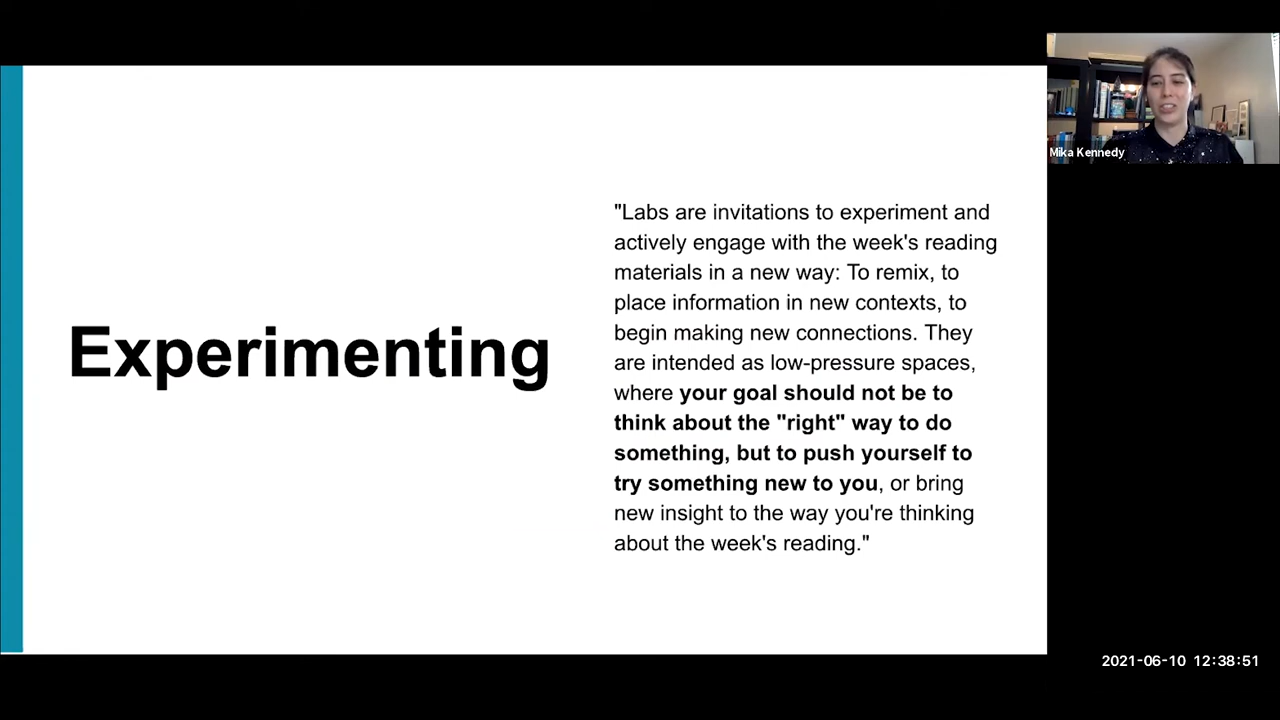 Experimenting
"Labs are invitations to experiment and
actively engage with the week's reading
materials in a new way: To remix, to
place information in new contexts, to
begin making new connections. They
are intended as low-pressure spaces,
where your goal should not be to
think about the "right" way to do
something, but to push yourself to
try something new to you, or bring
new insight to the way you're thinking
about the week's reading."
Mika Kennedy
2021-06-10 12:38:51